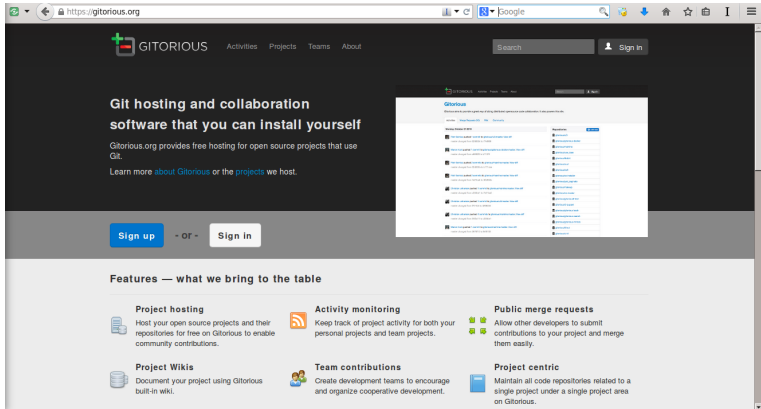 https://gitorious.org
Google
GITORIOUS
Activities Projects Teams About
Search
Sign in
Git hosting and collaboration
software that you can install yourself
Gitorious.org provides free hosting for open source projects that use
Git.
Learn more about Gitorious or the projects we host.
Gitorious
Sign up - or - Sign in
Features — what we bring to the table
Project hosting
Host your open source projects and their
repositories for free on Gitorious to enable
community contributions.
Activity monitoring
Keep track of project activity for both your
personal projects and team projects.
Public merge requests
Allow other developers to submit
contributions to your project and merge
them easily.
Project Wikis
Document your project using Gitorious
built-in wiki.
Team contributions
Create development teams to encourage
and organize cooperative development.
Project centric
Maintain all code repositories related to a
single project under a single project area
on Gitorious.